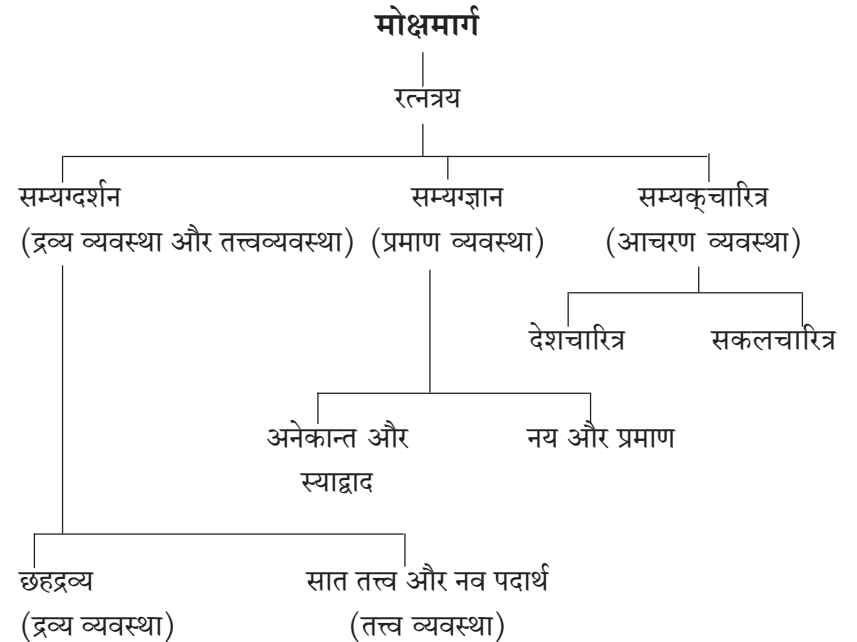 मोक्षमार्ग
रत्नत्रय
सम्यग्दर्शन सम्यग्ज्ञान सम्यक्‌चारित्र
(द्रव्य व्यवस्था और तत्त्वव्यवस्था) (प्रमाण व्यवस्था) (आचरण व्यवस्था)
देशचारित्र सकलचारित्र
अनेकान्त और नय और प्रमाण
स्याद्वाद
छहद्रव्य सात तत्त्व और नव पदार्थ
(द्रव्य व्यवस्था) (तत्त्व व्यवस्था)